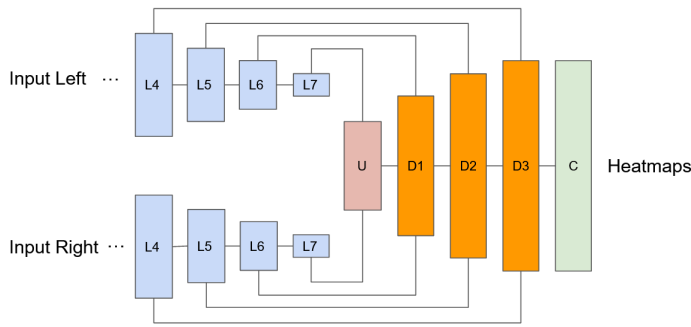 Input Left ... L4 L5 L6 L7
U D1 D2 D3 C Heatmaps
Input Right ... L4 L5 L6 L7